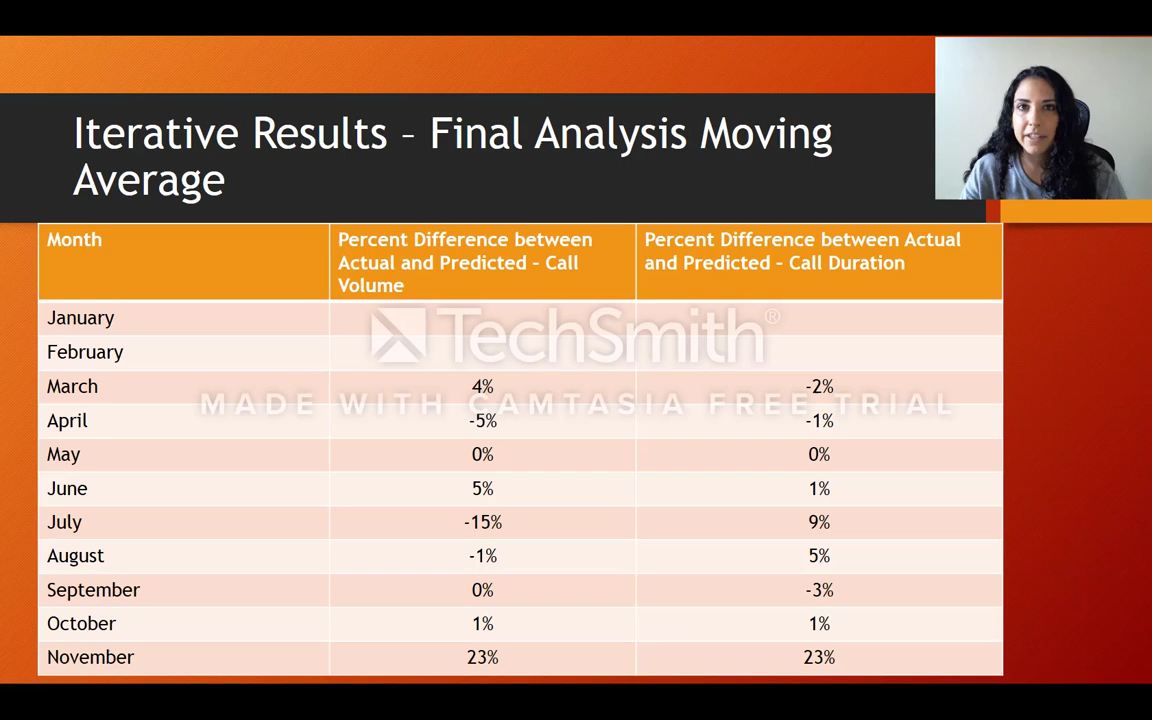 Iterative Results – Final Analysis Moving
Average
Month
Percent Difference between
Actual and Predicted – Call
Volume
Percent Difference between Actual
and Predicted – Call Duration
January
February
March 4% -2%
April -5% -1%
May 0% 0%
June 5% 1%
July -15% 9%
August -1% 5%
September 0% -3%
October 1% 1%
November 23% 23%
TechSmith®
MADE WITH CAMTASIA FREE TRIAL